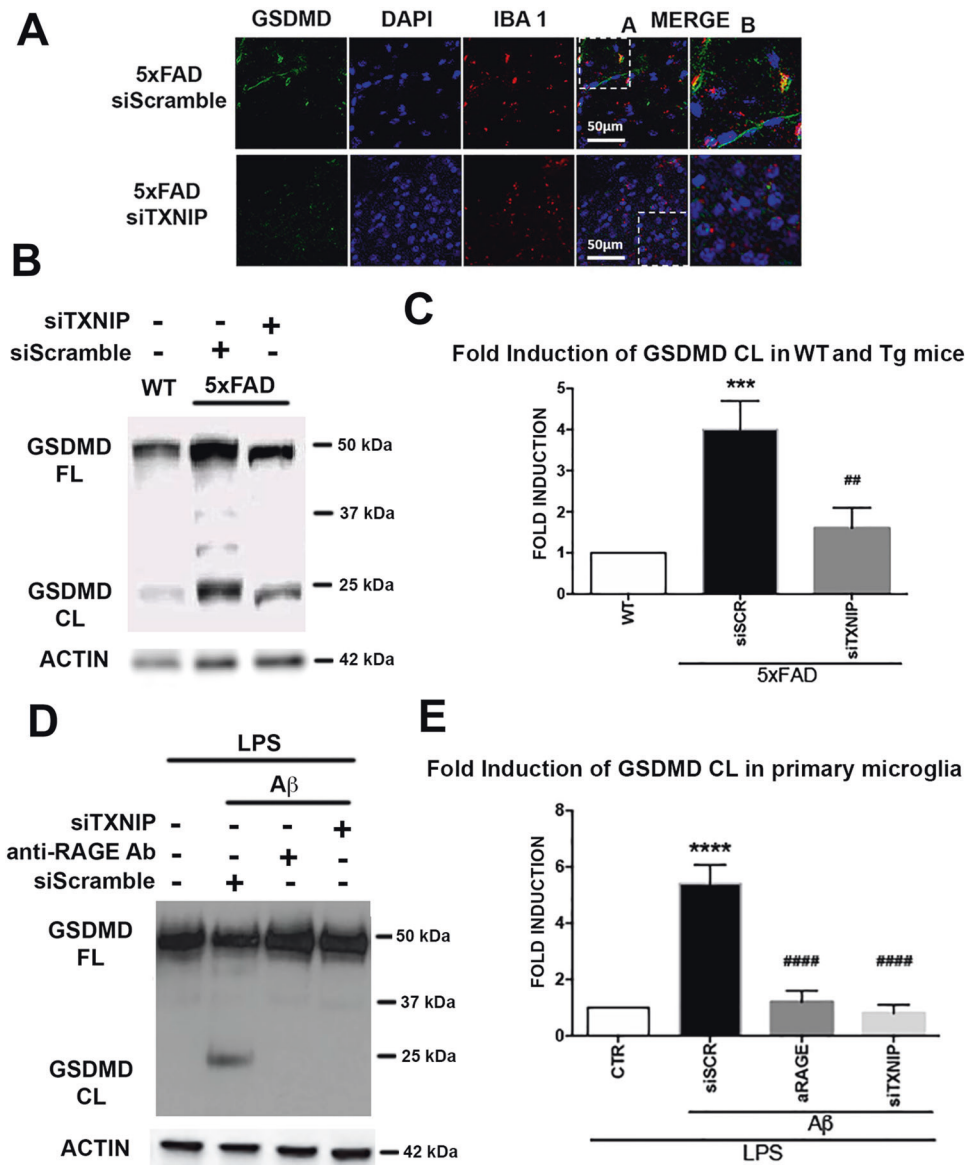 A
GSDMD DAPI IBA 1 A MERGE B
5xFAD
siScramble
50µm
5xFAD
siTXNIP
50µm
B
siTXNIP - - +
siScramble - + -
WT 5xFAD
GSDMD
FL
50 kDa
37 kDa
25 kDa
GSDMD
CL
ACTIN
42 kDa
C
Fold Induction of GSDMD CL in WT and Tg mice
FOLD INDUCTION
5
4
3
2
1
0
***
##
WT
siSCR
siTXNIP
5xFAD
D
LPS
Aβ
siTXNIP - - - +
anti-RAGE Ab - - + -
siScramble - + - -
GSDMD
FL
50 kDa
37 kDa
25 kDa
GSDMD
CL
ACTIN
42 kDa
E
Fold Induction of GSDMD CL in primary microglia
FOLD INDUCTION
8
6
4
2
0
****
####
####
CTR
siSCR
aRAGE
siTXNIP
Aβ
LPS